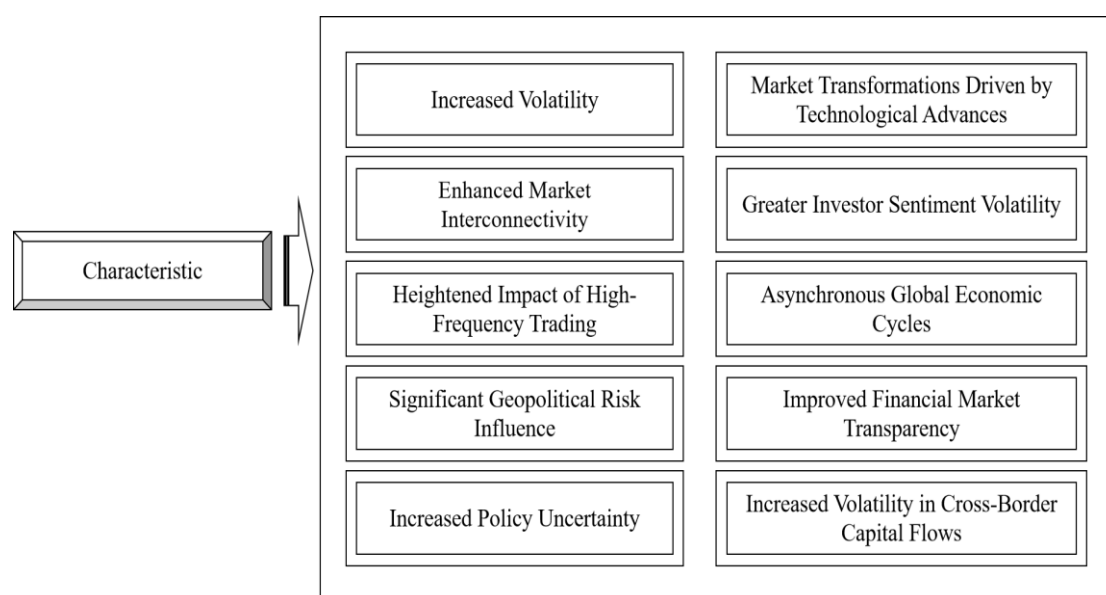 Characteristic
Increased Volatility
Enhanced Market
Interconnectivity
Heightened Impact of High-
Frequency Trading
Significant Geopolitical Risk
Influence
Increased Policy Uncertainty
Market Transformations Driven by
Technological Advances
Greater Investor Sentiment Volatility
Asynchronous Global Economic
Cycles
Improved Financial Market
Transparency
Increased Volatility in Cross-Border
Capital Flows